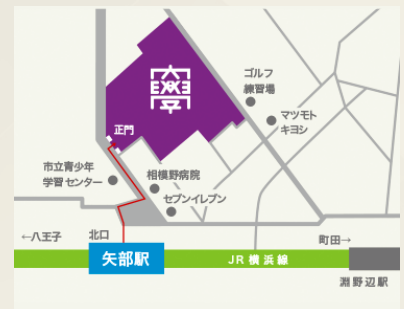 ゴルフ
練習場
マツモト
キヨシ
正門
市立青少年
学習センター
相模野病院
セブンイレブン
←八王子
北口
町田→
矢部駅
JR横浜線
淵野辺駅